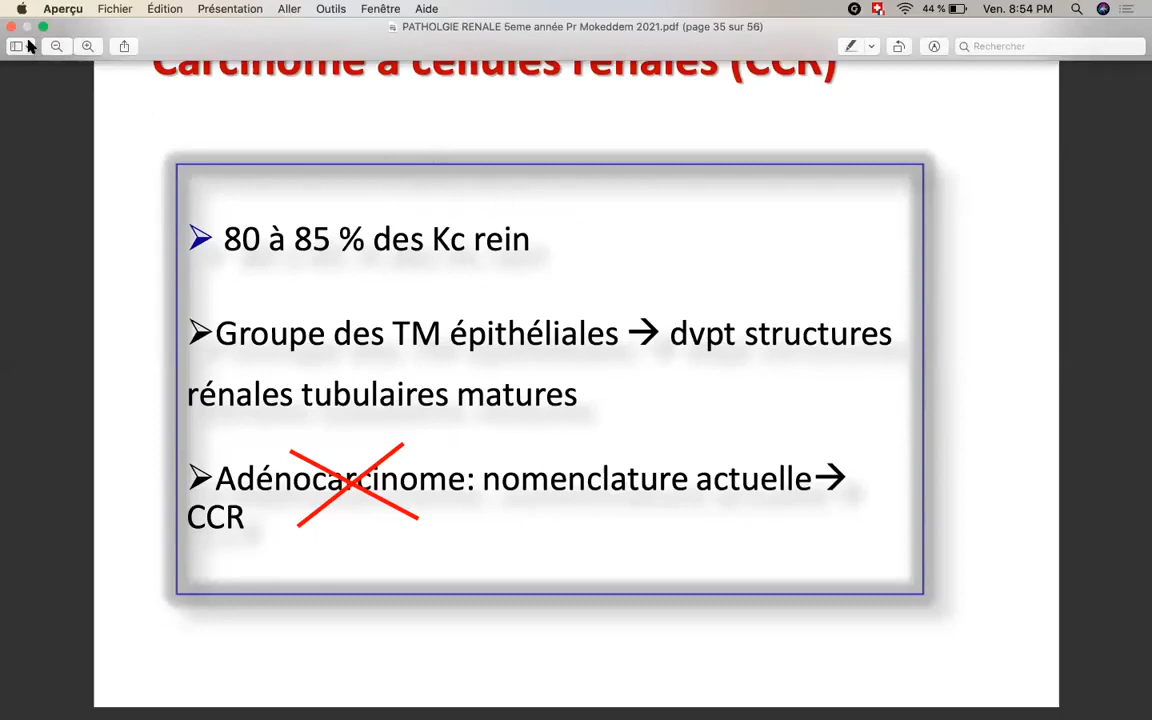 Aperçu Fichier Édition Présentation Aller Outils Fenêtre Aide 44 % Ven. 8:54 PM
PATHOLGIE RENALE 5eme année Pr Mokeddem 2021.pdf (page 35 sur 56)
Rechercher
Carcinome à cellules rénales (CCR)
80 à 85 % des Kc rein
Groupe des TM épithéliales → dvpt structures
rénales tubulaires matures
Adénocarcinome: nomenclature actuelle→
CCR